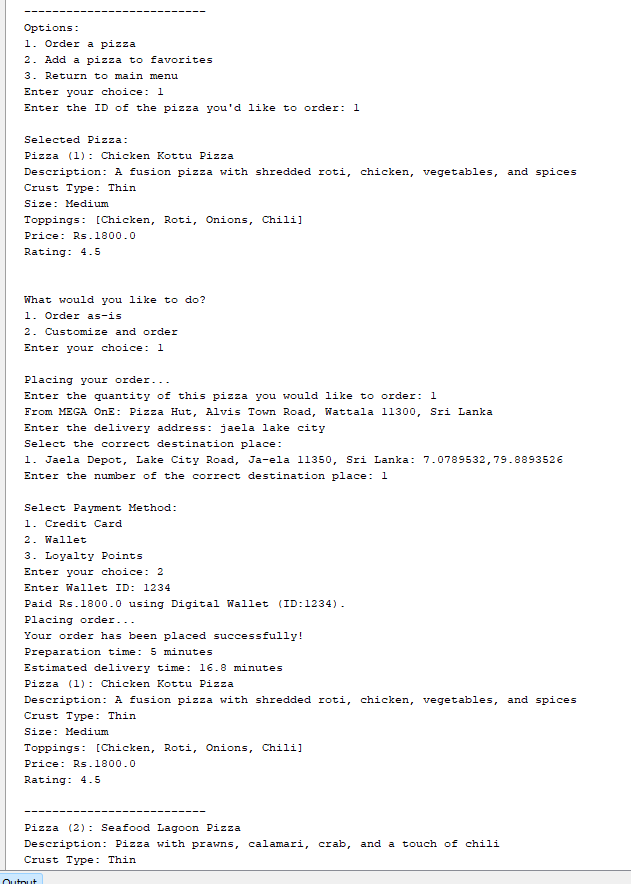 --------------------------
Options:
1. Order a pizza
2. Add a pizza to favorites
3. Return to main menu
Enter your choice: 1
Enter the ID of the pizza you'd like to order: 1
Selected Pizza:
Pizza (1): Chicken Kottu Pizza
Description: A fusion pizza with shredded roti, chicken, vegetables, and spices
Crust Type: Thin
Size: Medium
Toppings: [Chicken, Roti, Onions, Chili]
Price: Rs.1800.0
Rating: 4.5
What would you like to do?
1. Order as-is
2. Customize and order
Enter your choice: 1
Placing your order...
Enter the quantity of this pizza you would like to order: 1
From MEGA OnE: Pizza Hut, Alvis Town Road, Wattala 11300, Sri Lanka
Enter the delivery address: jaela lake city
Select the correct destination place:
1. Jaela Depot, Lake City Road, Ja-ela 11350, Sri Lanka: 7.0789532,79.8893526
Enter the number of the correct destination place: 1
Select Payment Method:
1. Credit Card
2. Wallet
3. Loyalty Points
Enter your choice: 2
Enter Wallet ID: 1234
Paid Rs.1800.0 using Digital Wallet (ID:1234).
Placing order...
Your order has been placed successfully!
Preparation time: 5 minutes
Estimated delivery time: 16.8 minutes
Pizza (1): Chicken Kottu Pizza
Description: A fusion pizza with shredded roti, chicken, vegetables, and spices
Crust Type: Thin
Size: Medium
Toppings: [Chicken, Roti, Onions, Chili]
Price: Rs.1800.0
Rating: 4.5
--------------------------
Pizza (2): Seafood Lagoon Pizza
Description: Pizza with prawns, calamari, crab, and a touch of chili
Crust Type: Thin
Output